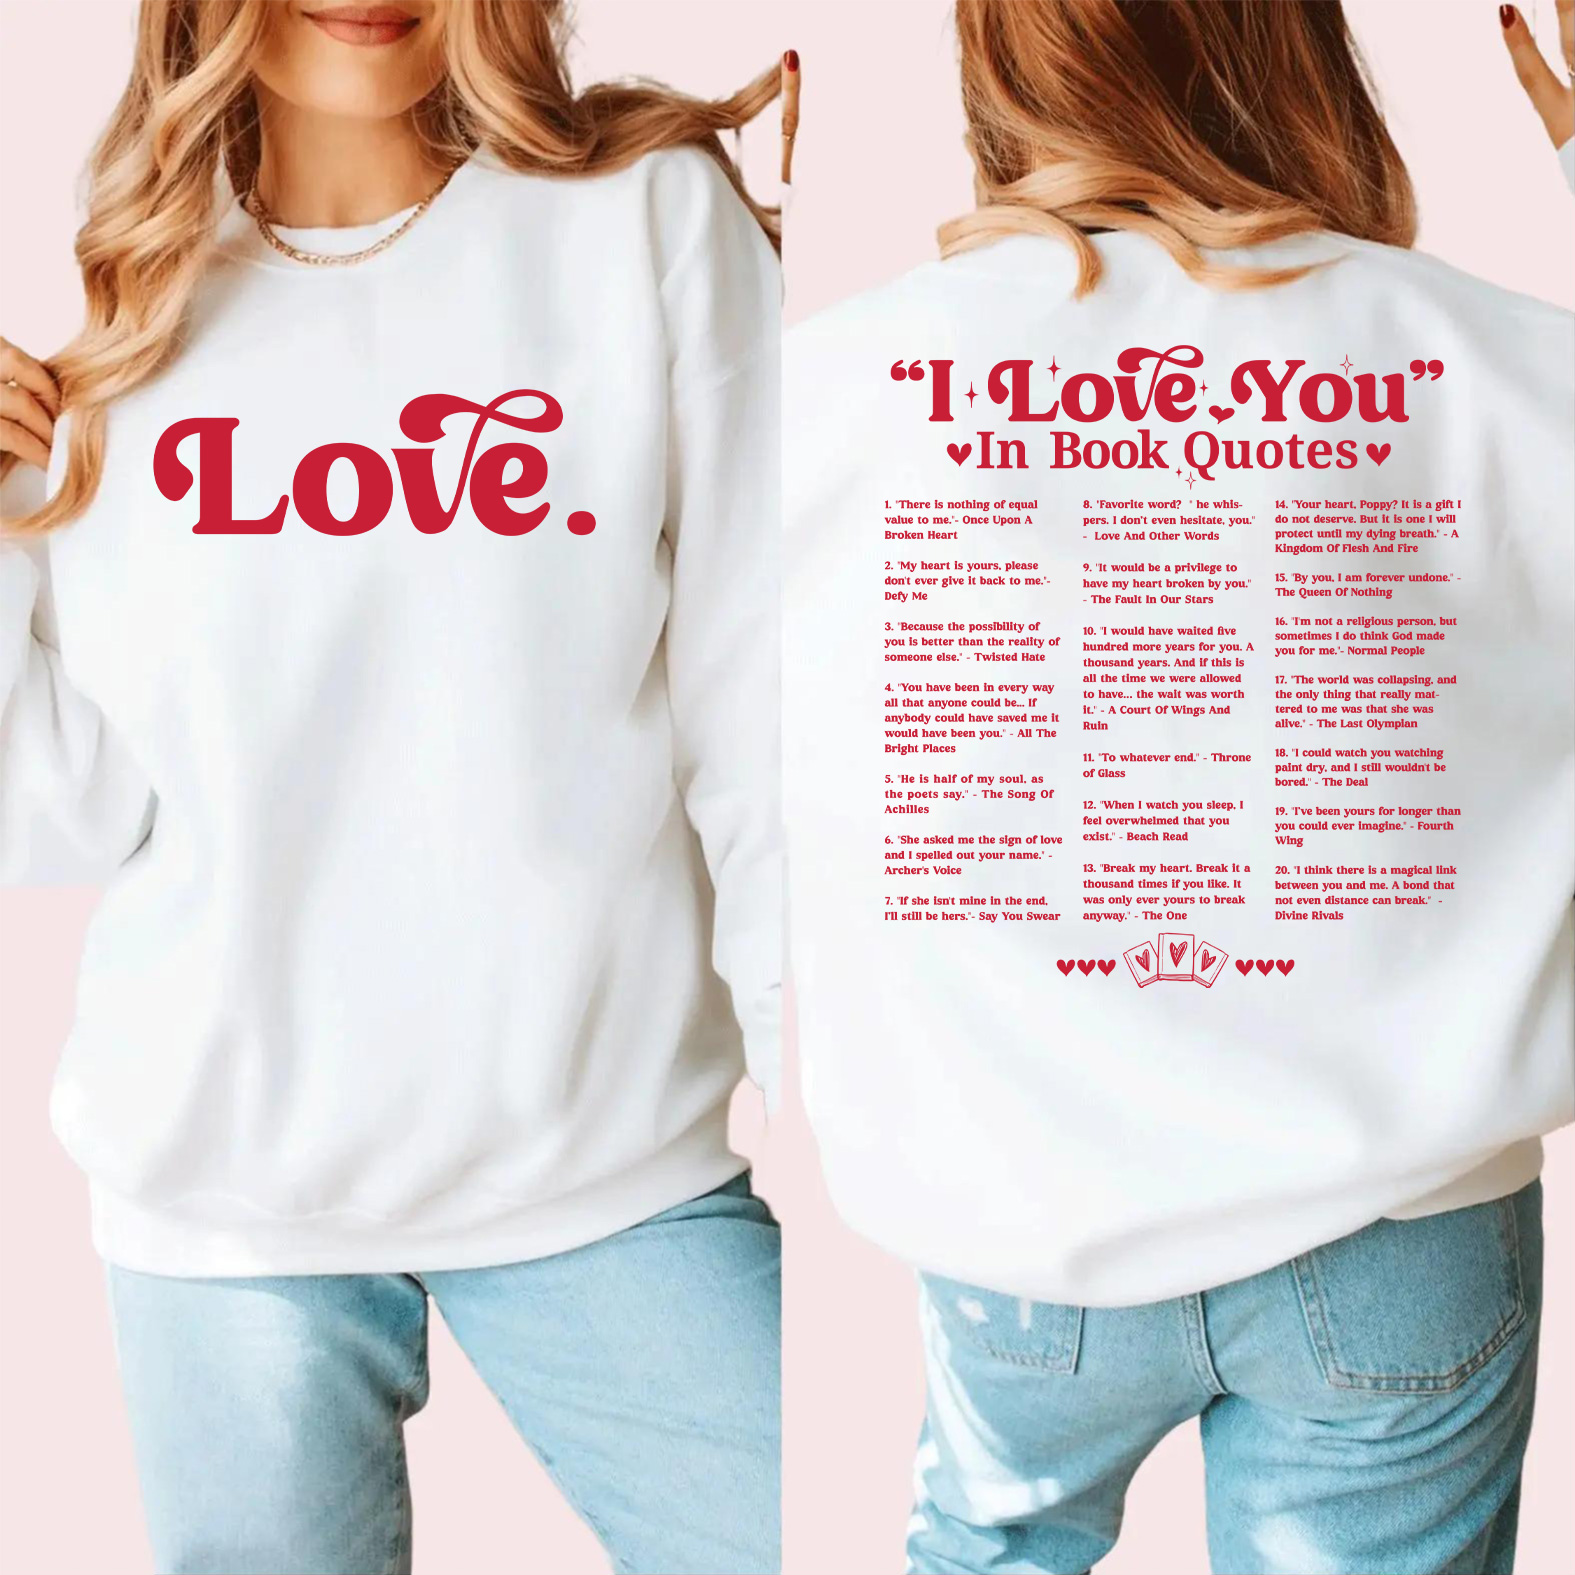 Love.
“I Love You”
In Book Quotes
1. "There is nothing of equal
value to me."- Once Upon A
Broken Heart
2. "My heart is yours, please
don't ever give it back to me."-
Defy Me
3. "Because the possibility of
you is better than the reality of
someone else." - Twisted Hate
4. "You have been in every way
all that anyone could be... If
anybody could have saved me it
would have been you." - All The
Bright Places
5. "He is half of my soul, as
the poets say." - The Song Of
Achilles
6. "She asked me the sign of love
and I spelled out your name." -
Archer's Voice
7. "If she isn't mine in the end,
I'll still be hers."- Say You Swear
8. "Favorite word? " he whis-
pers. I don't even hesitate, you."
- Love And Other Words
9. "It would be a privilege to
have my heart broken by you."
- The Fault In Our Stars
10. "I would have waited five
hundred more years for you. A
thousand years. And if this is
all the time we were allowed
to have... the wait was worth
it." - A Court Of Wings And
Ruin
11. "To whatever end." - Throne
of Glass
12. "When I watch you sleep, I
feel overwhelmed that you
exist." - Beach Read
13. "Break my heart. Break it a
thousand times if you like. It
was only ever yours to break
anyway." - The One
14. "Your heart, Poppy? It is a gift I
do not deserve. But it is one I will
protect until my dying breath." - A
Kingdom Of Flesh And Fire
15. "By you, I am forever undone." -
The Queen Of Nothing
16. "I'm not a religious person, but
sometimes I do think God made
you for me."- Normal People
17. "The world was collapsing, and
the only thing that really mat-
tered to me was that she was
alive." - The Last Olympian
18. "I could watch you watching
paint dry, and I still wouldn't be
bored." - The Deal
19. "I've been yours for longer than
you could ever imagine." - Fourth
Wing
20. "I think there is a magical link
between you and me. A bond that
not even distance can break." -
Divine Rivals